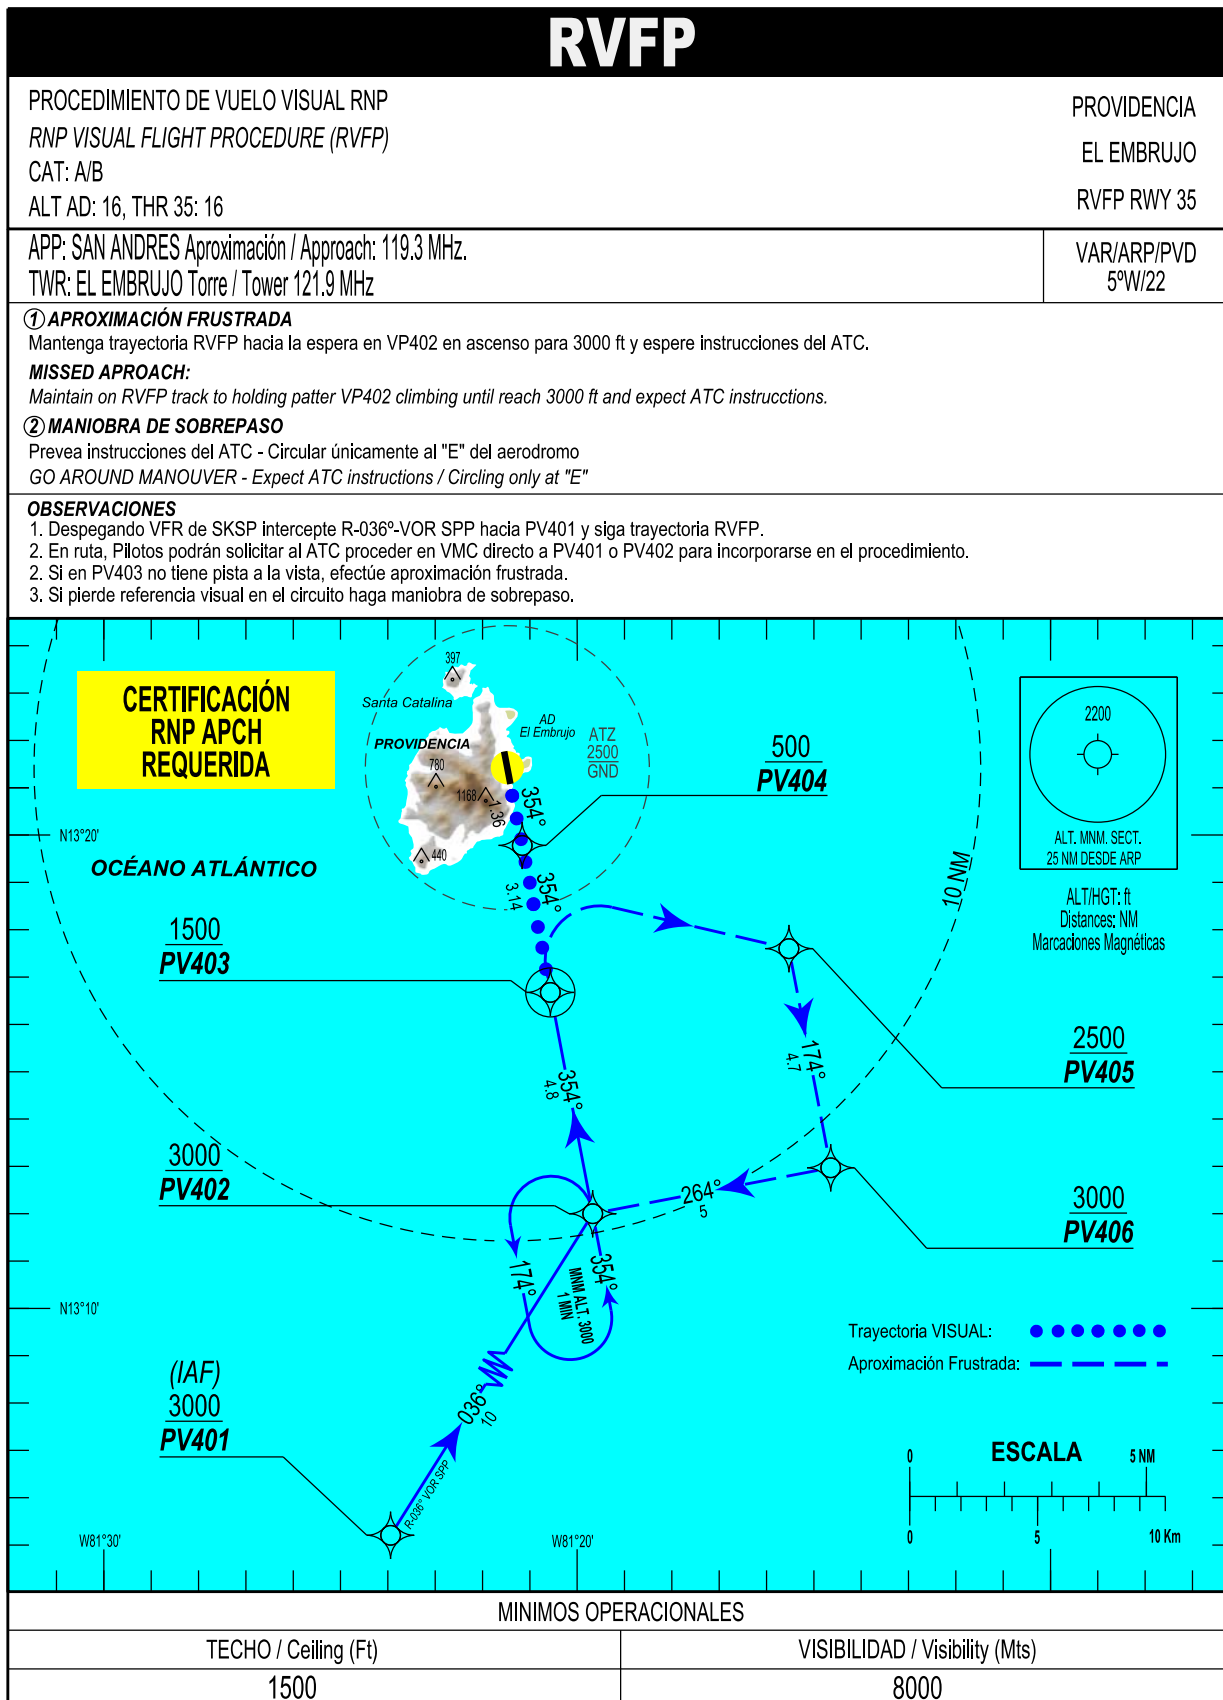 RVFP
PROCEDIMIENTO DE VUELO VISUAL RNP
RNP VISUAL FLIGHT PROCEDURE (RVFP)
CAT: A/B
ALT AD: 16, THR 35: 16
PROVIDENCIA
EL EMBRUJO
RVFP RWY 35
APP: SAN ANDRES Aproximación / Approach: 119.3 MHz.
TWR: EL EMBRUJO Torre / Tower 121.9 MHz
VAR/ARP/PVD
5ºW/22
① APROXIMACIÓN FRUSTRADA
Mantenga trayectoria RVFP hacia la espera en VP402 en ascenso para 3000 ft y espere instrucciones del ATC.
MISSED APROACH:
Maintain on RVFP track to holding patter VP402 climbing until reach 3000 ft and expect ATC instrucctions.
② MANIOBRA DE SOBREPASO
Prevea instrucciones del ATC - Circular únicamente al "E" del aerodromo
GO AROUND MANOUVER - Expect ATC instructions / Circling only at "E"
OBSERVACIONES
1. Despegando VFR de SKSP intercepte R-036º-VOR SPP hacia PV401 y siga trayectoria RVFP.
2. En ruta, Pilotos podrán solicitar al ATC proceder en VMC directo a PV401 o PV402 para incorporarse en el procedimiento.
2. Si en PV403 no tiene pista a la vista, efectúe aproximación frustrada.
3. Si pierde referencia visual en el circuito haga maniobra de sobrepaso.
CERTIFICACIÓN
RNP APCH
REQUERIDA
397
Santa Catalina
AD
El Embrujo
PROVIDENCIA
780
1168
440
ATZ
2500
GND
500
PV404
2200
ALT. MNM. SECT.
25 NM DESDE ARP
ALT/HGT: ft
Distances: NM
Marcaciones Magnéticas
10 NM
N13°20'
OCÉANO ATLÁNTICO
354°
1.36
354°
3.14
1500
PV403
2500
PV405
174°
4.7
354°
4.8
3000
PV402
264°
5
3000
PV406
174°
354°
MNM ALT. 3000
1 MIN
N13°10'
Trayectoria VISUAL:
Aproximación Frustrada:
(IAF)
3000
PV401
036°
10
R-036° VOR SPP
ESCALA
0
5 NM
0
5
10 Km
W81°30'
W81°20'
MINIMOS OPERACIONALES
TECHO / Ceiling (Ft)
VISIBILIDAD / Visibility (Mts)
1500
8000